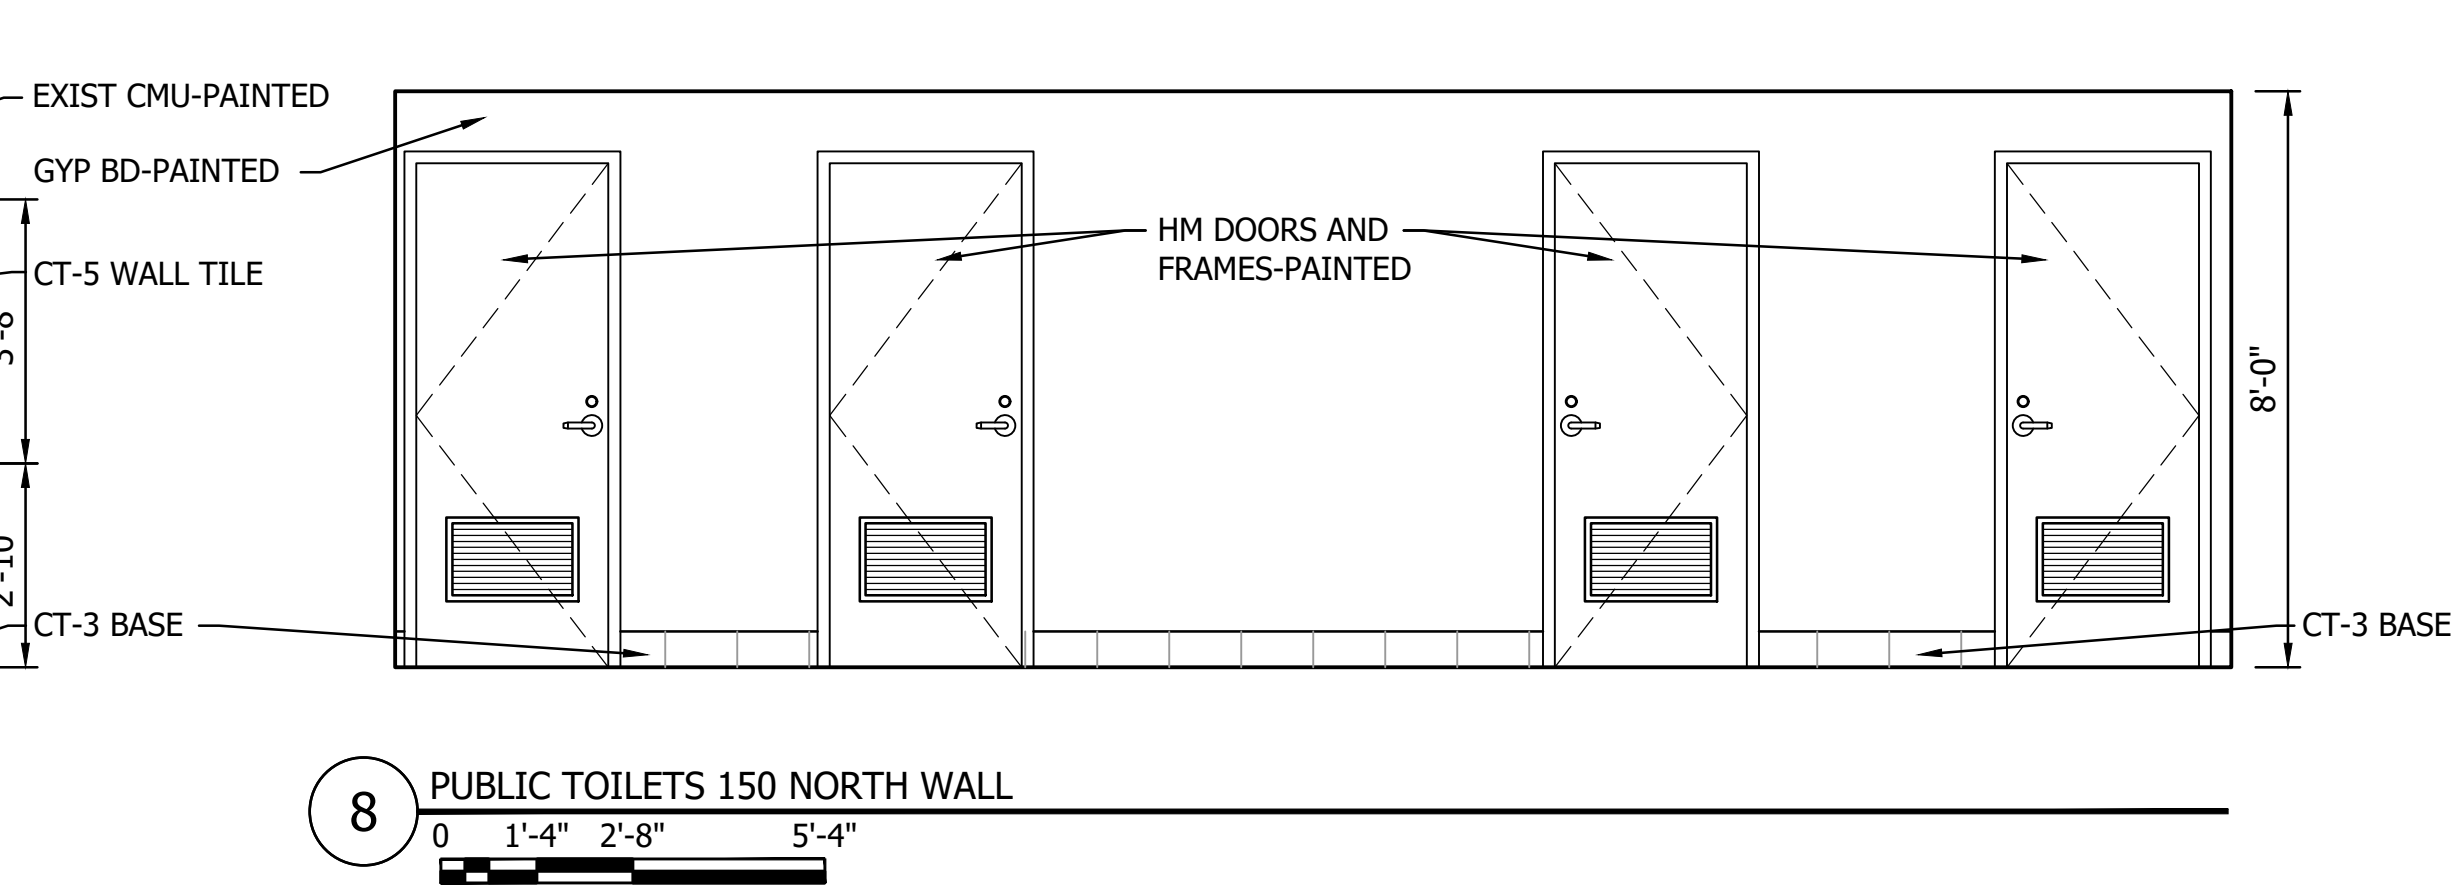 EXIST CMU-PAINTED
GYP BD-PAINTED
CT-5 WALL TILE
CT-3 BASE
HM DOORS AND
FRAMES-PAINTED
8'-0"
CT-3 BASE
8
PUBLIC TOILETS 150 NORTH WALL
0 1'-4" 2'-8" 5'-4"